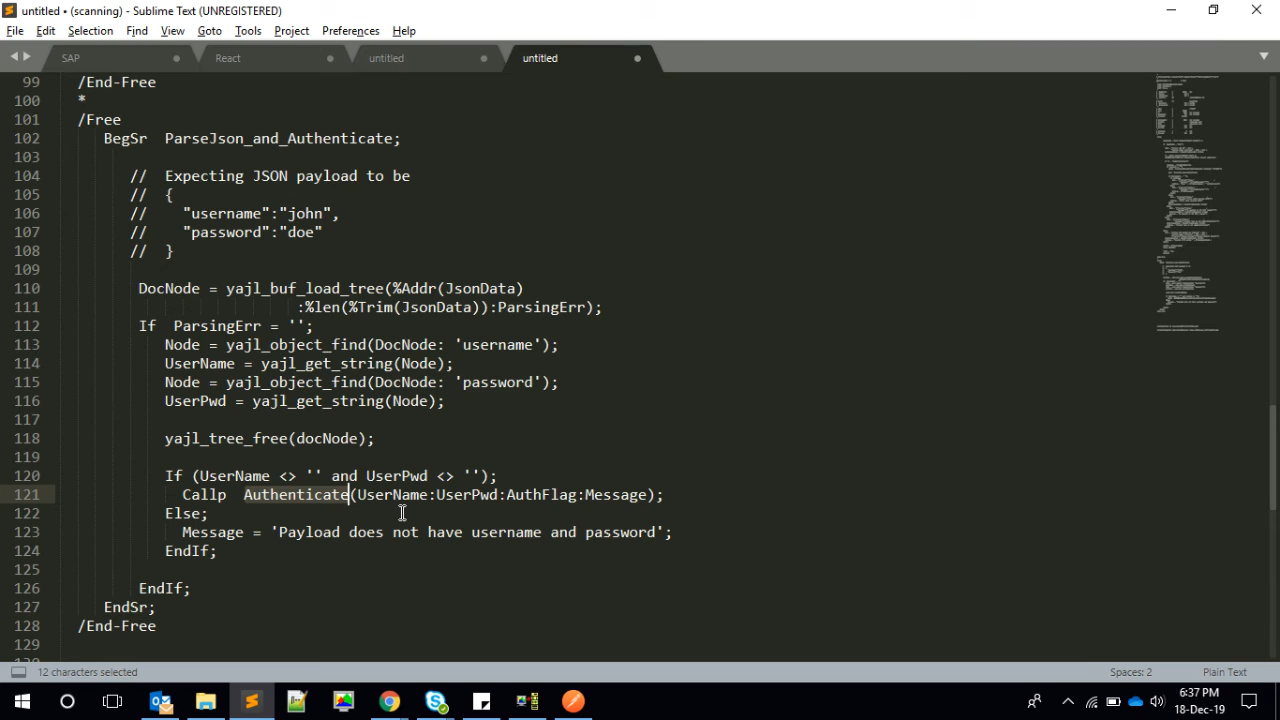 untitled • (scanning) - Sublime Text (UNREGISTERED)
File Edit Selection Find View Goto Tools Project Preferences Help
SAP React untitled untitled
99 /End-Free
100 *
101 /Free
102 BegSr ParseJson_and_Authenticate;
103
104 // Expecting JSON payload to be
105 // {
106 // "username":"john",
107 // "password":"doe"
108 // }
109
110 DocNode = yajl_buf_load_tree(%Addr(JsonData)
111 :%len(%Trim(JsonData)):ParsingErr);
112 If ParsingErr = '';
113 Node = yajl_object_find(DocNode: 'username');
114 UserName = yajl_get_string(Node);
115 Node = yajl_object_find(DocNode: 'password');
116 UserPwd = yajl_get_string(Node);
117
118 yajl_tree_free(docNode);
119
120 If (UserName <> '' and UserPwd <> '');
121 Callp Authenticate(UserName:UserPwd:AuthFlag:Message);
122 Else;
123 Message = 'Payload does not have username and password';
124 EndIf;
125
126 EndIf;
127 EndSr;
128 /End-Free
129
12 characters selected Spaces: 2 Plain Text
6:37 PM
18-Dec-19